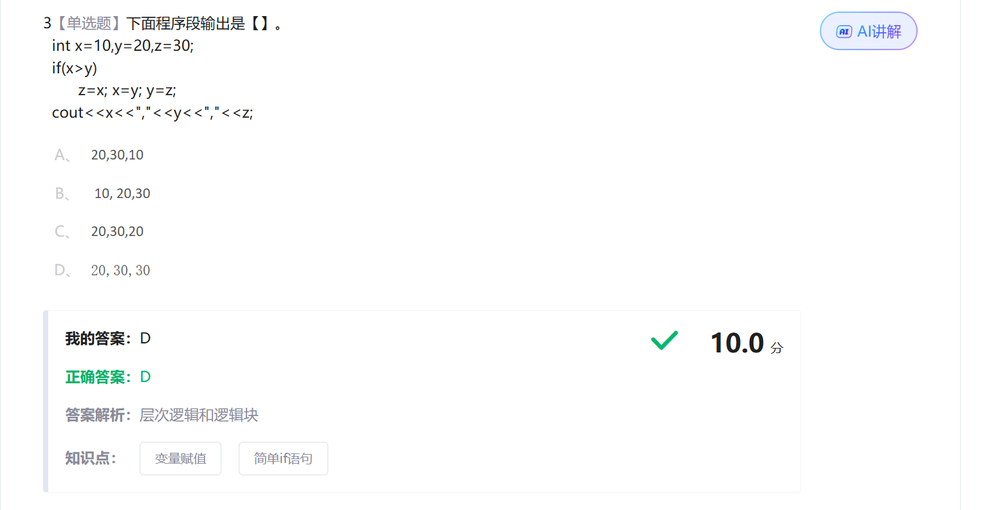 3【单选题】下面程序段输出是【】。
AI讲解
int x=10,y=20,z=30;
if(x>y)
z=x; x=y; y=z;
cout<<x<<","<<y<<","<<z;
A、 20,30,10
B、 10, 20,30
C、 20,30,20
D、 20, 30, 30
我的答案：D
10.0 分
正确答案：D
答案解析：层次逻辑和逻辑块
知识点： 变量赋值 简单if语句